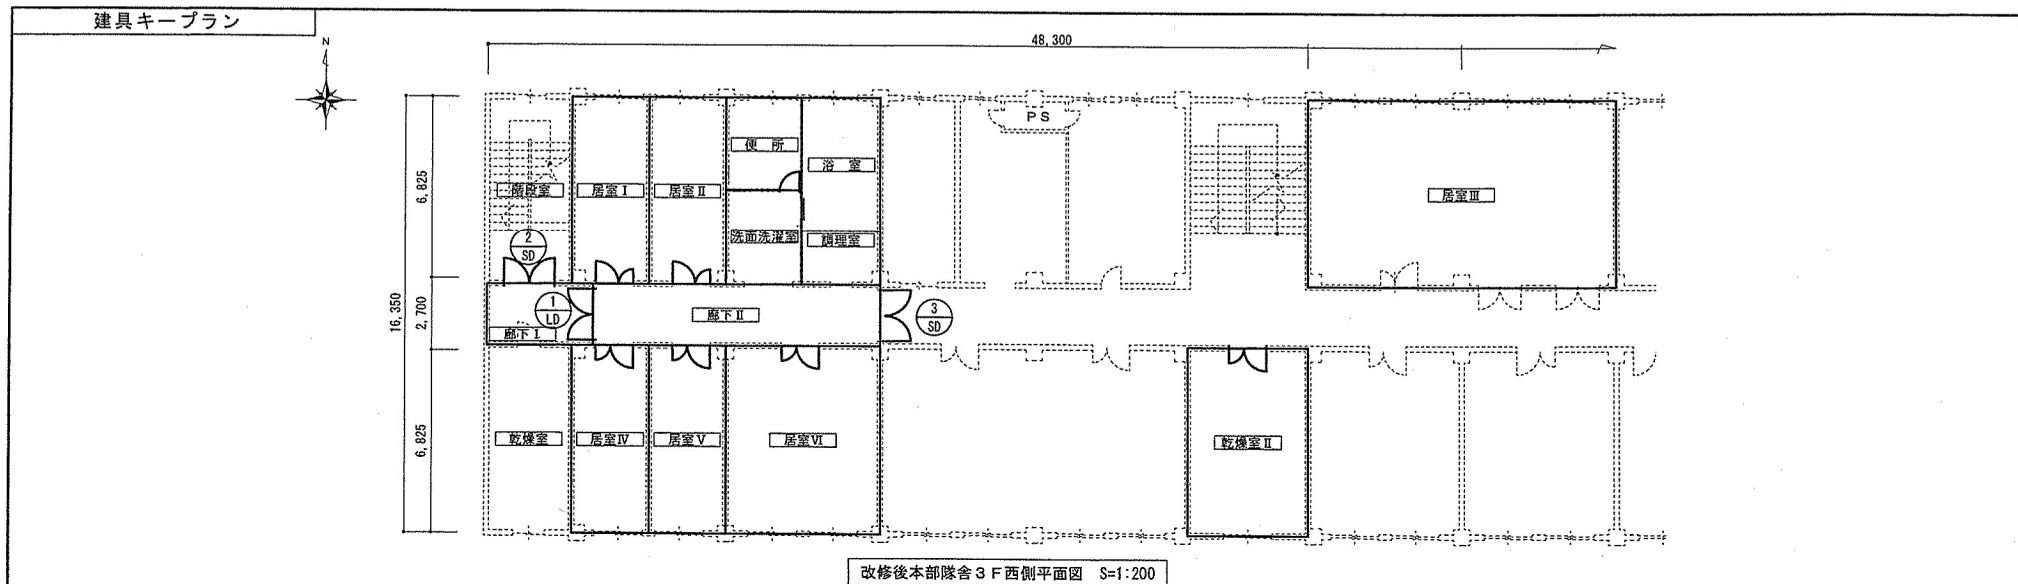 建具キープラン
N
48,300
PS
便 所
浴 室
階段室
居室Ⅰ
居室Ⅱ
居室Ⅲ
洗面洗濯室
調理室
6,825
2
SD
1
LD
廊下Ⅰ
廊下Ⅱ
3
SD
16,350
2,700
乾燥室
居室Ⅳ
居室Ⅴ
居室Ⅵ
乾燥室Ⅱ
6,825
改修後本部隊舎3F西側平面図 S=1:200